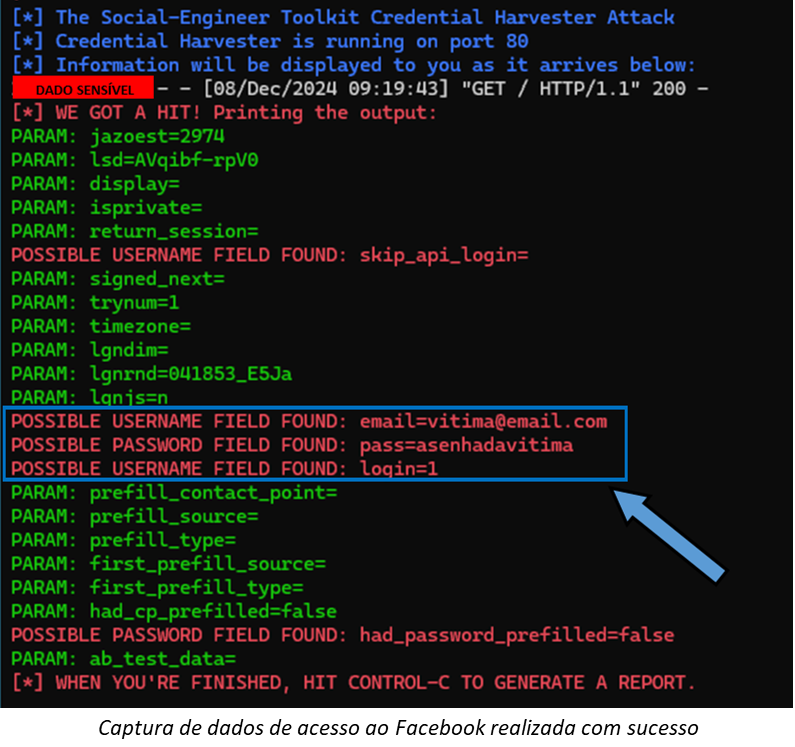 [*] The Social-Engineer Toolkit Credential Harvester Attack
[*] Credential Harvester is running on port 80
[*] Information will be displayed to you as it arrives below:
DADO SENSÍVEL - - [08/Dec/2024 09:19:43] "GET / HTTP/1.1" 200 -
[*] WE GOT A HIT! Printing the output:
PARAM: jazoest=2974
PARAM: lsd=AVqibf-rpV0
PARAM: display=
PARAM: isprivate=
PARAM: return_session=
POSSIBLE USERNAME FIELD FOUND: skip_api_login=
PARAM: signed_next=
PARAM: trynum=1
PARAM: timezone=
PARAM: lgndim=
PARAM: lgnrnd=041853_E5Ja
PARAM: lgnjs=n
POSSIBLE USERNAME FIELD FOUND: email=vitima@email.com
POSSIBLE PASSWORD FIELD FOUND: pass=asenhadavitima
POSSIBLE USERNAME FIELD FOUND: login=1
PARAM: prefill_contact_point=
PARAM: prefill_source=
PARAM: prefill_type=
PARAM: first_prefill_source=
PARAM: first_prefill_type=
PARAM: had_cp_prefilled=false
POSSIBLE PASSWORD FIELD FOUND: had_password_prefilled=false
PARAM: ab_test_data=
[*] WHEN YOU'RE FINISHED, HIT CONTROL-C TO GENERATE A REPORT.
Captura de dados de acesso ao Facebook realizada com sucesso